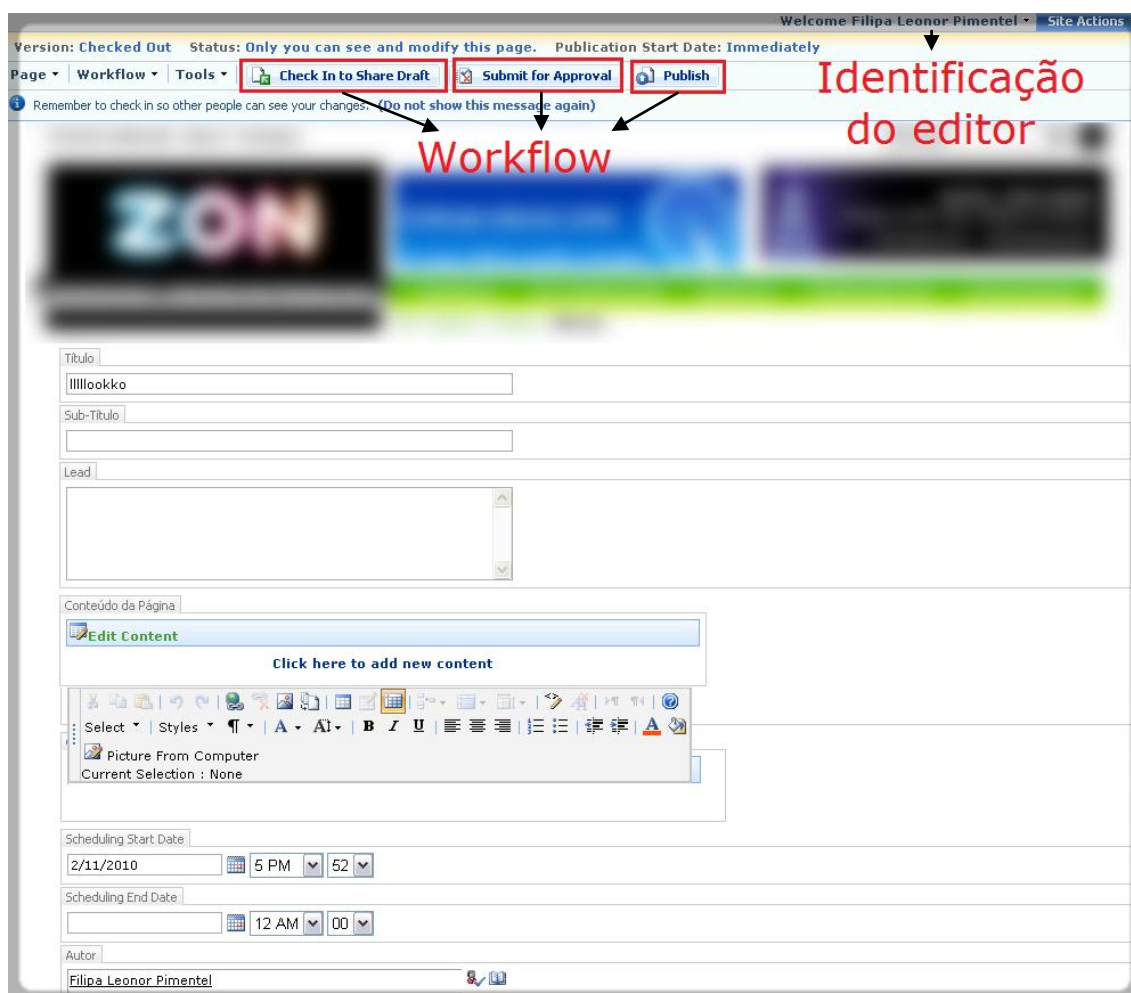 Welcome Filipa Leonor Pimentel Site Actions
Version: Checked Out Status: Only you can see and modify this page. Publication Start Date: Immediately
Page Workflow Tools Check In to Share Draft Submit for Approval Publish
Identificação
do editor
Remember to check in so other people can see your changes. (Do not show this message again)
Workflow
ZON
Título
lllllookko
Sub-Título
Lead
Conteúdo da Página
Edit Content
Click here to add new content
Select Styles A A B I U A
Picture From Computer
Current Selection : None
Scheduling Start Date
2/11/2010 5 PM 52
Scheduling End Date
12 AM 00
Autor
Filipa Leonor Pimentel